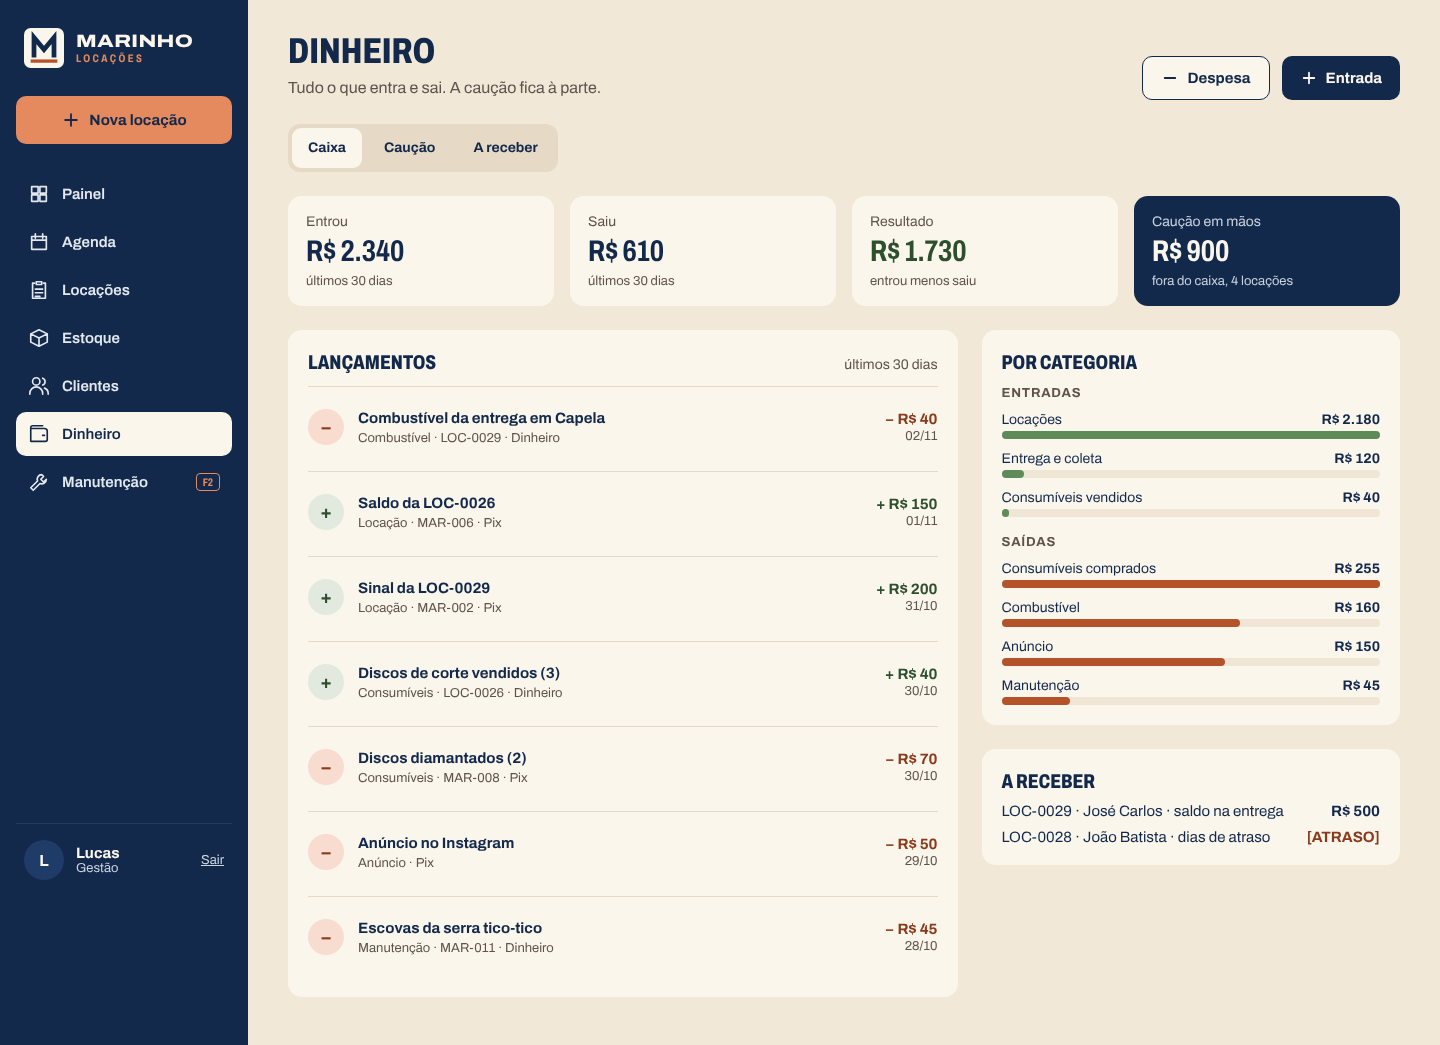 MARINHO
LOCAÇÕES
+ Nova locação
Painel
Agenda
Locações
Estoque
Clientes
Dinheiro
Manutenção F2
L
Lucas
Gestão
Sair
DINHEIRO
Tudo o que entra e sai. A caução fica à parte.
− Despesa
+ Entrada
Caixa Caução A receber
Entrou
R$ 2.340
últimos 30 dias
Saiu
R$ 610
últimos 30 dias
Resultado
R$ 1.730
entrou menos saiu
Caução em mãos
R$ 900
fora do caixa, 4 locações
LANÇAMENTOS últimos 30 dias
– Combustível da entrega em Capela – R$ 40
Combustível · LOC-0029 · Dinheiro 02/11
+ Saldo da LOC-0026 + R$ 150
Locação · MAR-006 · Pix 01/11
+ Sinal da LOC-0029 + R$ 200
Locação · MAR-002 · Pix 31/10
+ Discos de corte vendidos (3) + R$ 40
Consumíveis · LOC-0026 · Dinheiro 30/10
– Discos diamantados (2) – R$ 70
Consumíveis · MAR-008 · Pix 30/10
– Anúncio no Instagram – R$ 50
Anúncio · Pix 29/10
– Escovas da serra tico-tico – R$ 45
Manutenção · MAR-011 · Dinheiro 28/10
POR CATEGORIA
ENTRADAS
Locações R$ 2.180
Entrega e coleta R$ 120
Consumíveis vendidos R$ 40
SAÍDAS
Consumíveis comprados R$ 255
Combustível R$ 160
Anúncio R$ 150
Manutenção R$ 45
A RECEBER
LOC-0029 · José Carlos · saldo na entrega R$ 500
LOC-0028 · João Batista · dias de atraso [ATRASO]